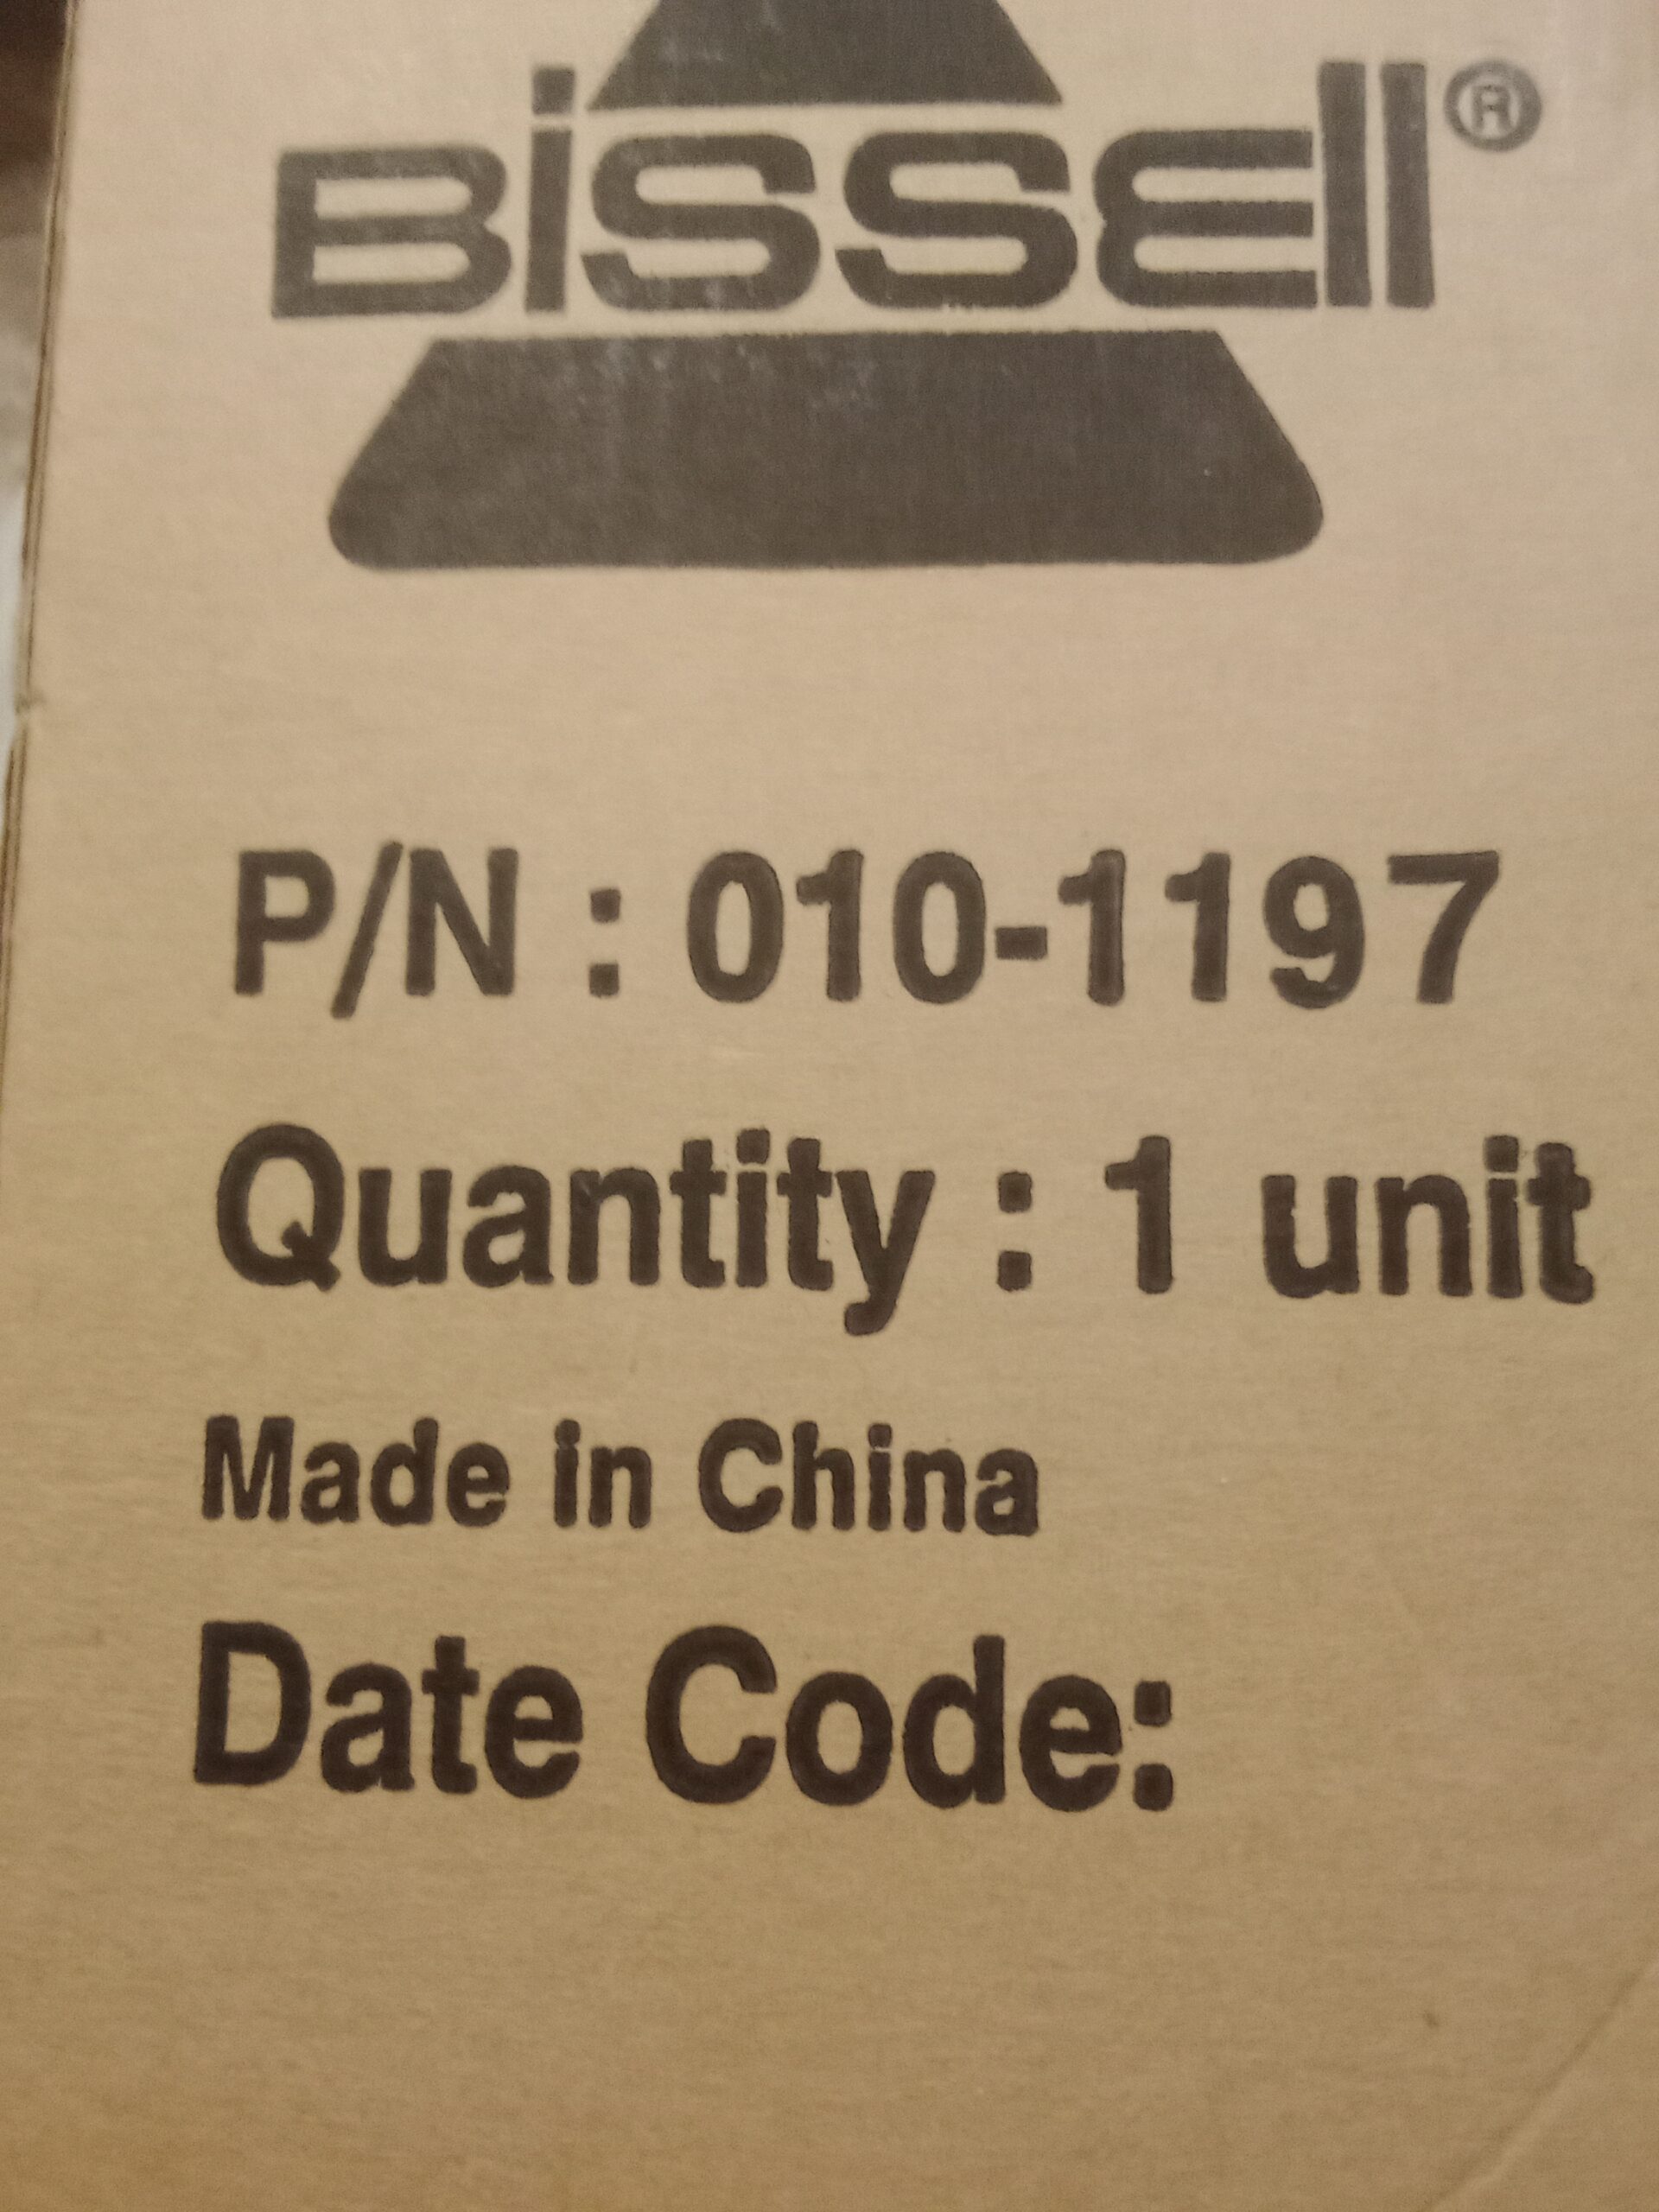 BiSSEll®
P/N : 010-1197
Quantity : 1 unit
Made in China
Date Code: